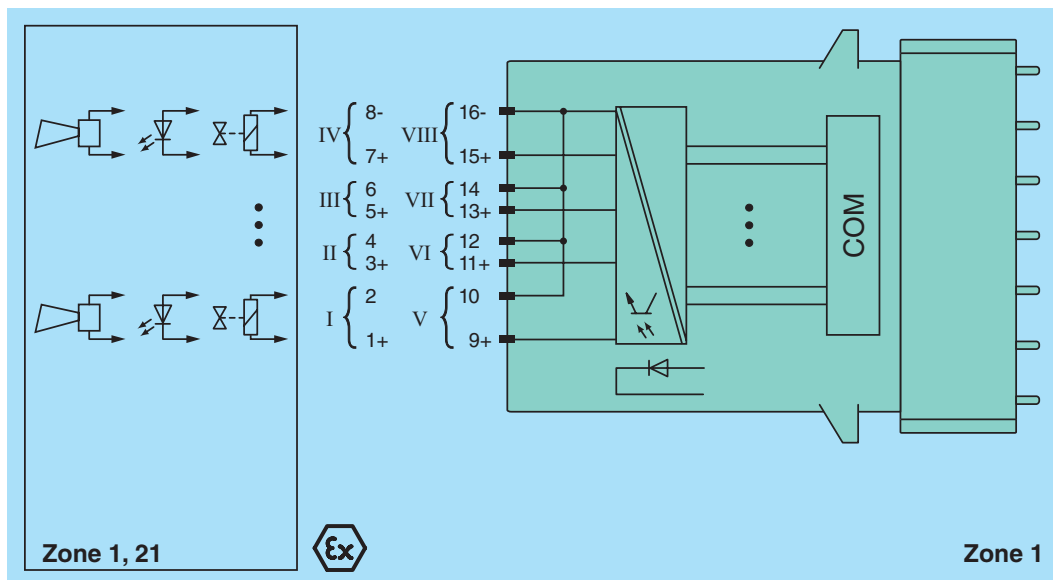 IV 8- VIII 16-
7+ 15+
III 6 VII 14
5+ 13+
II 4 VI 12
3+ 11+
I 2 V 10
1+ 9+
COM
Zone 1, 21
Ex
Zone 1